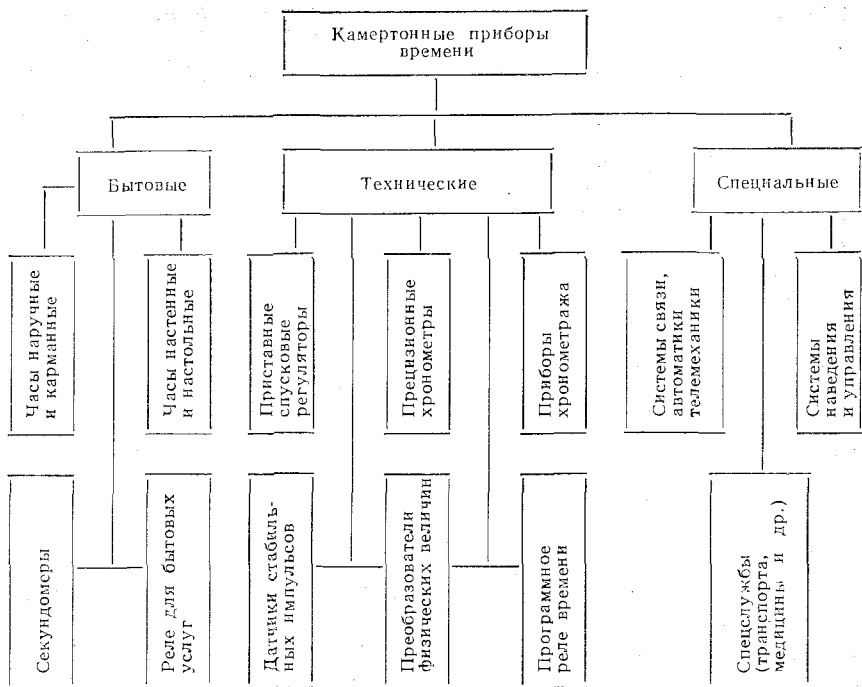 Камертонные приборы
времени
Бытовые
Технические
Специальные
Часы наручные
и карманные
Часы настенные
и настольные
Приставные
спусковые
регуляторы
Прецизионные
хронометры
Приборы
хронометража
Системы связи,
автоматики
телемеханики
Системы
наведения
и управления
Секундомеры
Реле для бытовых
услуг
Датчики стабиль-
ных импульсов
Преобразователи
физических величин
Программное
реле времени
Спецслужбы
(транспорта,
медицины и др.)